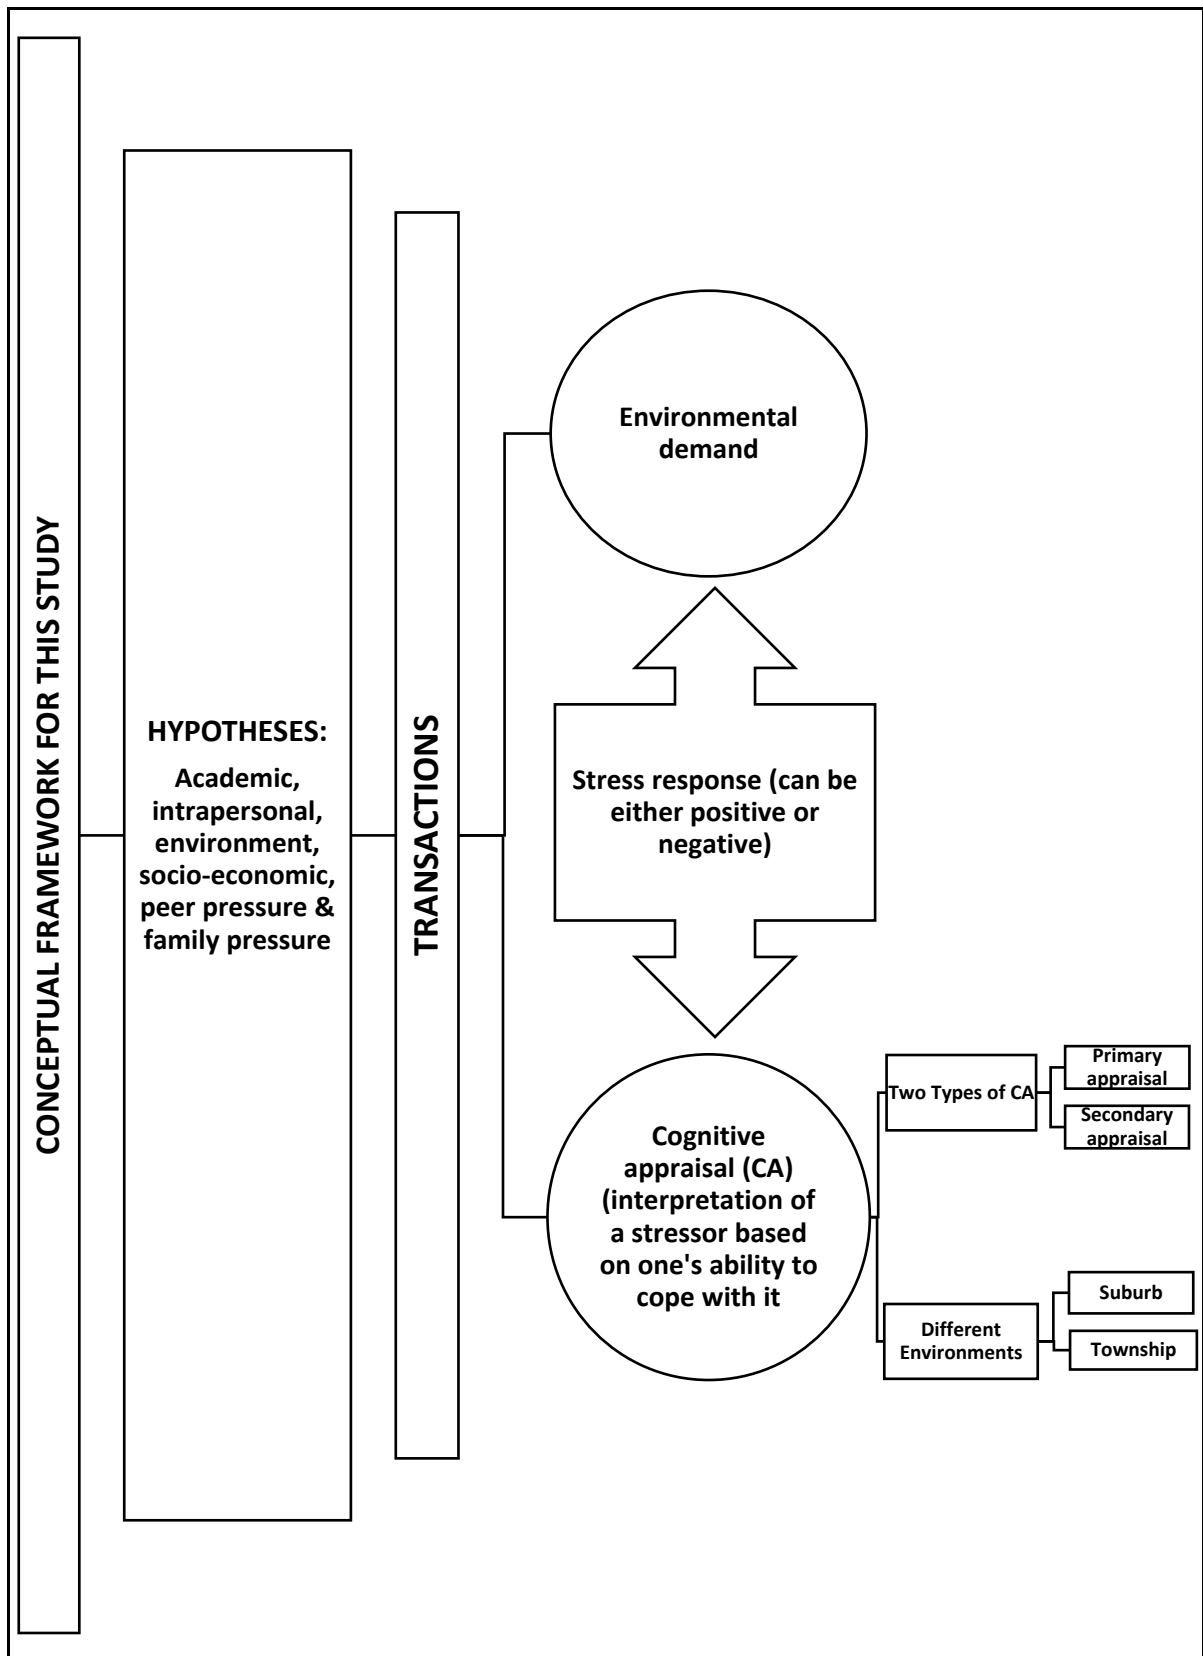 CONCEPTUAL FRAMEWORK FOR THIS STUDY
HYPOTHESES:
Academic,
intrapersonal,
environment,
socio-economic,
peer pressure &
family pressure
TRANSACTIONS
Environmental
demand
Stress response (can be
either positive or
negative)
Cognitive
appraisal (CA)
(interpretation of
a stressor based
on one's ability to
cope with it
Two Types of CA
Primary
appraisal
Secondary
appraisal
Different
Environments
Suburb
Township